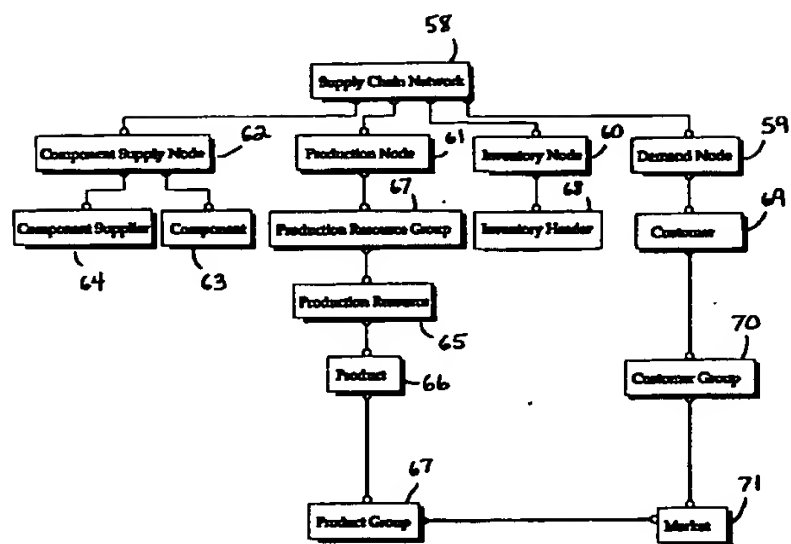 58
Supply Chain Network
62
61
60
59
Component Supply Node
Production Node
Inventory Node
Demand Node
67
68
69
Component Supplier
Component
Production Resource Group
Inventory Header
Customer
64
63
Production Resource
65
70
Product
66
Customer Group
67
71
Product Group
Market